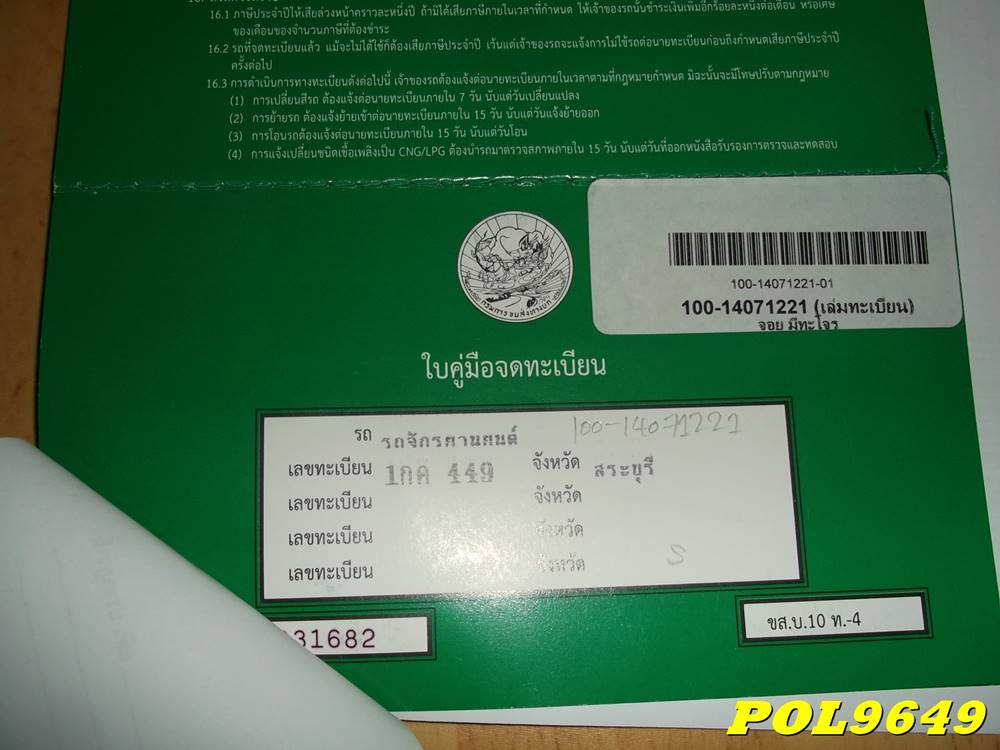 16.1 ภาษีประจำปีให้เสียล่วงหน้าคราวละหนึ่งปี ถ้ามิได้เสียภาษีภายในเวลาที่กำหนด ให้เจ้าของรถนั้นชำระเงินเพิ่มอีกร้อยละหนึ่งต่อเดือน หรือเศษ
ของเดือนของจำนวนภาษีที่ต้องชำระ
16.2 รถที่จดทะเบียนแล้ว แม้จะไม่ได้ใช้ก็ต้องเสียภาษีประจำปี เว้นแต่เจ้าของรถจะแจ้งการไม่ใช้รถต่อนายทะเบียนก่อนถึงกำหนดเสียภาษีประจำปี
ครั้งต่อไป
16.3 การดำเนินการทางทะเบียนดังต่อไปนี้ เจ้าของรถต้องแจ้งต่อนายทะเบียนภายในเวลาตามที่กฎหมายกำหนด มิฉะนั้นจะมีโทษปรับตามกฎหมาย
(1) การเปลี่ยนสีรถ ต้องแจ้งต่อนายทะเบียนภายใน 7 วัน นับแต่วันเปลี่ยนแปลง
(2) การย้ายรถ ต้องแจ้งย้ายเข้าต่อนายทะเบียนภายใน 15 วัน นับแต่วันแจ้งย้ายออก
(3) การโอนรถต้องแจ้งต่อนายทะเบียนภายใน 15 วัน นับแต่วันโอน
(4) การแจ้งเปลี่ยนชนิดเชื้อเพลิงเป็น CNG/LPG ต้องนำรถมาตรวจสภาพภายใน 15 วัน นับแต่วันที่ออกหนังสือรับรองการตรวจและทดสอบ
100-14071221-01
100-14071221 (เล่มทะเบียน)
จอย มีทะโจร
กรมการขนส่งทางบก
ใบคู่มือจดทะเบียน
รถ รถจักรยานยนต์ 100-14071221
เลขทะเบียน 1กค 449 จังหวัด สระบุรี
เลขทะเบียน จังหวัด
เลขทะเบียน จังหวัด
เลขทะเบียน จังหวัด S
31682
ขส.บ.10 ท.-4
POL9649